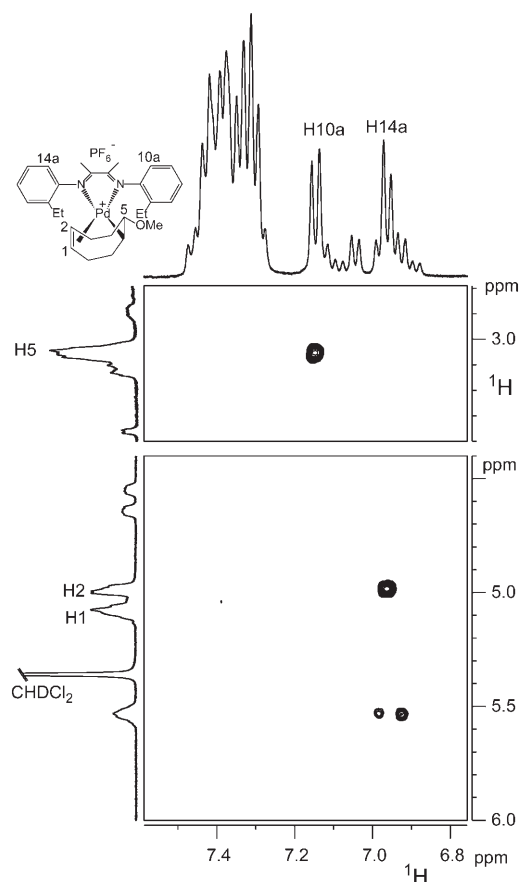 H10a
H14a
PF6-
14a
10a
N
N
Et
+
Pd
5
Et
OMe
2
1
ppm
H5
3.0
1H
ppm
H2
5.0
H1
CHDCl2
5.5
6.0
7.4
7.2
7.0
6.8
ppm
1H